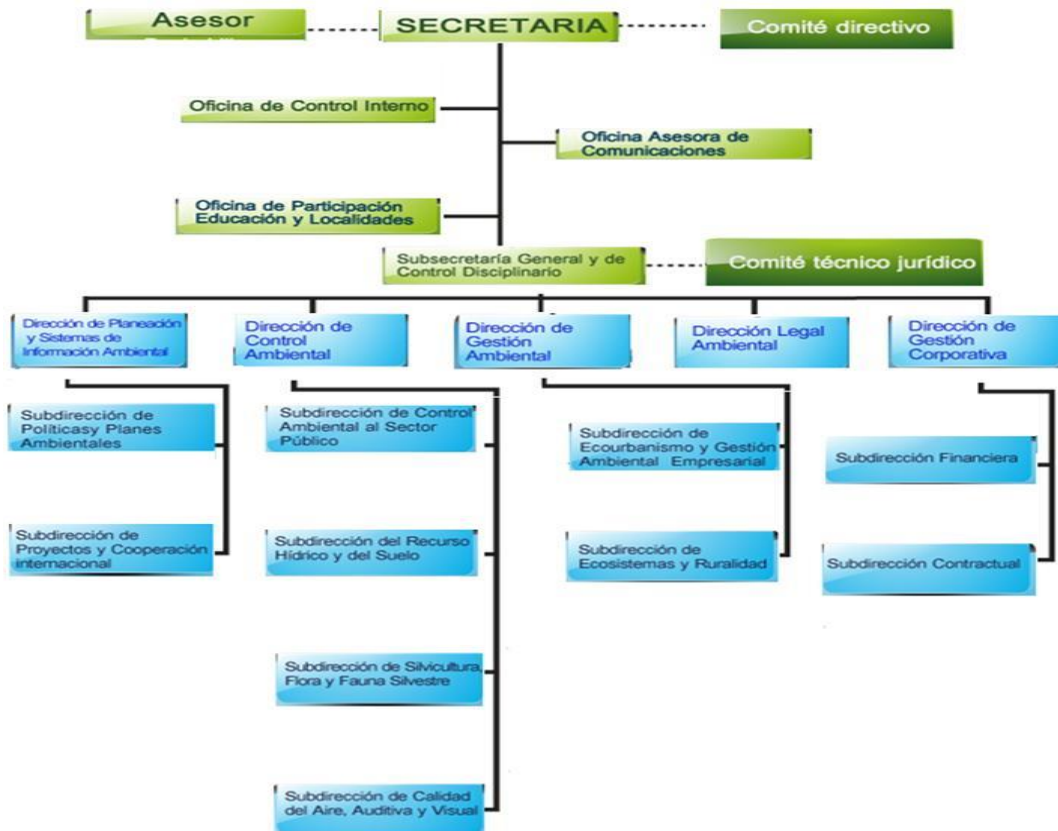 Asesor
SECRETARIA
Comité directivo
Oficina de Control Interno
Oficina Asesora de
Comunicaciones
Oficina de Participación
Educación y Localidades
Subsecretaría General y de
Control Disciplinario
Comité técnico jurídico
Dirección de Planeación
y Sistemas de
Información Ambiental
Dirección de
Control
Ambiental
Dirección de
Gestión
Ambiental
Dirección Legal
Ambiental
Dirección de
Gestión
Corporativa
Subdirección de
Politicasy Planes
Ambientales
Subdirección de
Proyectos y Cooperación
internacional
Subdirección de Control
Ambiental al Sector
Público
Subdirección del Recurso
Hídrico y del Suelo
Subdirección de Silvicultura,
Flora y Fauna Silvestre
Subdirección de Calidad
del Aire, Auditiva y Visual
Subdirección de
Ecourbanismo y Gestión
Ambiental Empresarial
Subdirección de
Ecosistemas y Ruralidad
Subdirección Financiera
Subdirección Contractual